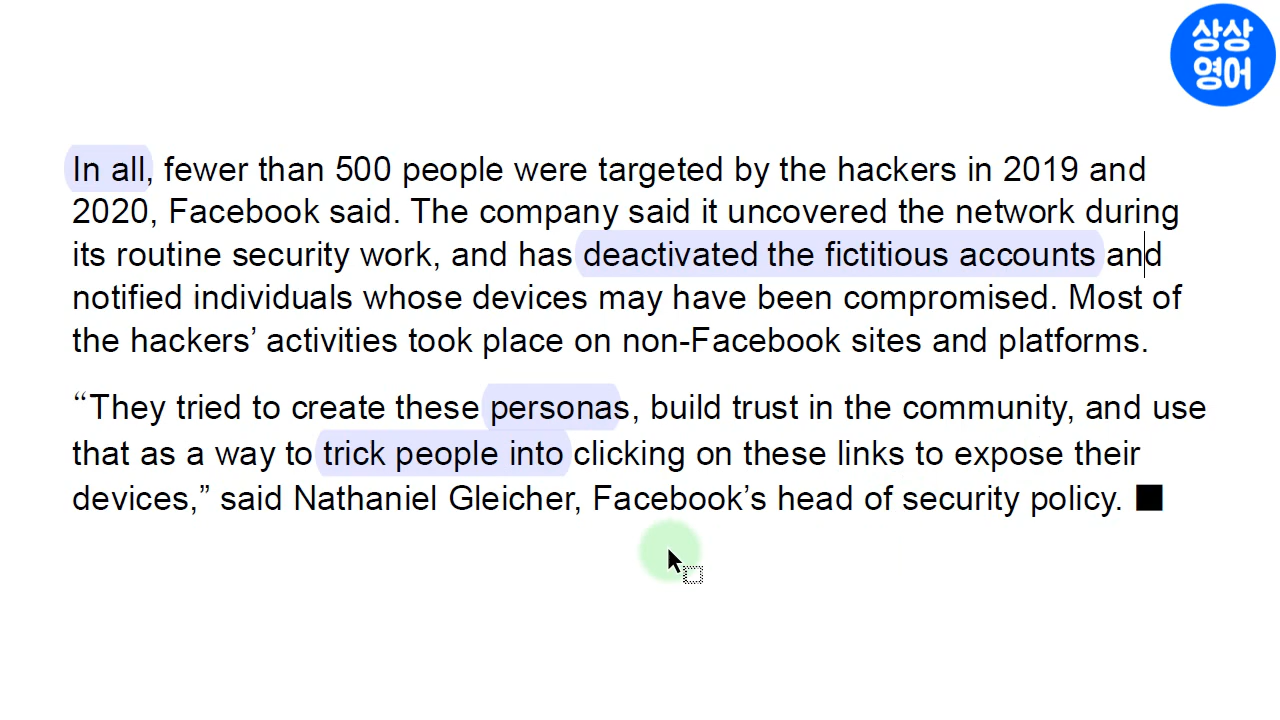 상상
영어
In all, fewer than 500 people were targeted by the hackers in 2019 and
2020, Facebook said. The company said it uncovered the network during
its routine security work, and has deactivated the fictitious accounts and
notified individuals whose devices may have been compromised. Most of
the hackers’ activities took place on non-Facebook sites and platforms.
“They tried to create these personas, build trust in the community, and use
that as a way to trick people into clicking on these links to expose their
devices,” said Nathaniel Gleicher, Facebook’s head of security policy. ■